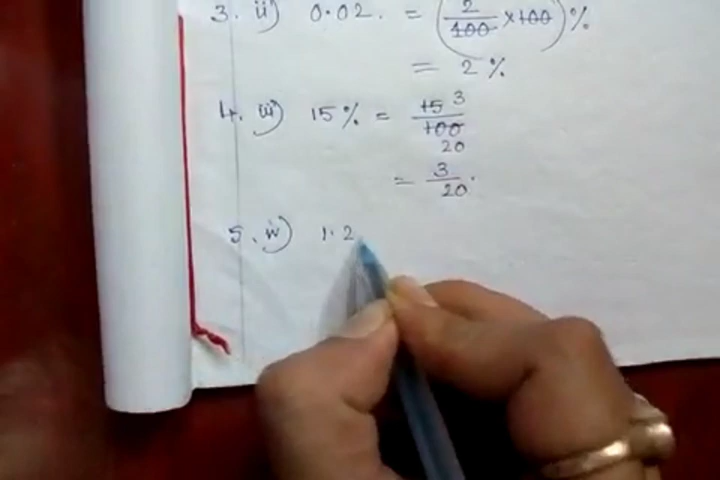 3. ii) 0.02. = (2/100 × 100) %
= 2 %
4. iii) 15 % = 15/100 3 20
= 3/20.
5. iv) 1.2